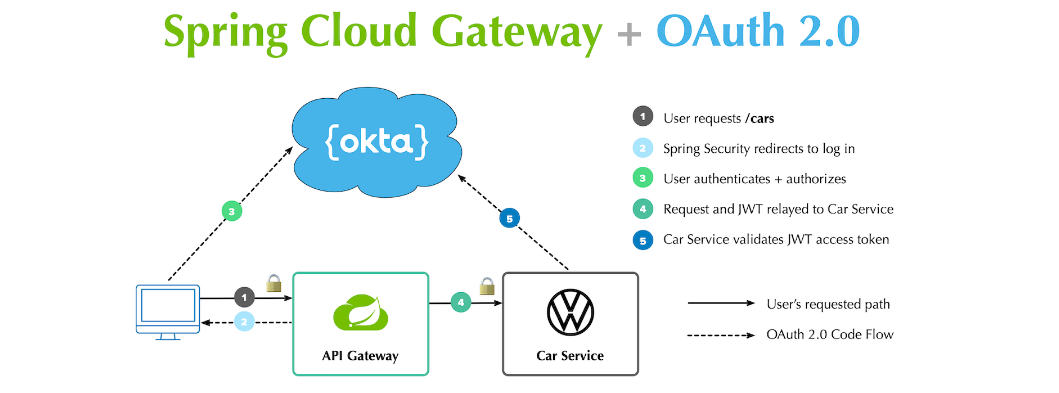 Spring Cloud Gateway + OAuth 2.0
{okta}
1 User requests /cars
2 Spring Security redirects to log in
3 User authenticates + authorizes
4 Request and JWT relayed to Car Service
5 Car Service validates JWT access token
3
5
1
2
4
API Gateway
VW
Car Service
User's requested path
OAuth 2.0 Code Flow